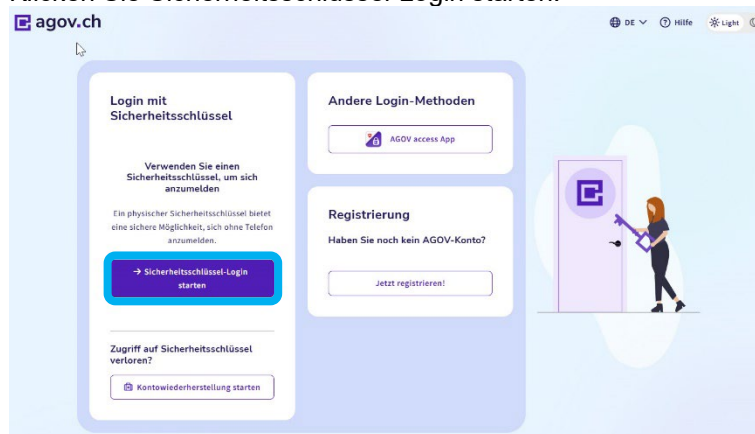 Klicken Sie Sicherheitsschlüssel Login starten.
agov.ch
DE
Hilfe
Light
Login mit
Sicherheitsschlüssel
Verwenden Sie einen
Sicherheitsschlüssel, um sich
anzumelden
Ein physischer Sicherheitsschlüssel bietet
eine sichere Möglichkeit, sich ohne Telefon
anzumelden.
→ Sicherheitsschlüssel-Login
starten
Zugriff auf Sicherheitsschlüssel
verloren?
Kontowiederherstellung starten
Andere Login-Methoden
AGOV access App
Registrierung
Haben Sie noch kein AGOV-Konto?
Jetzt registrieren!